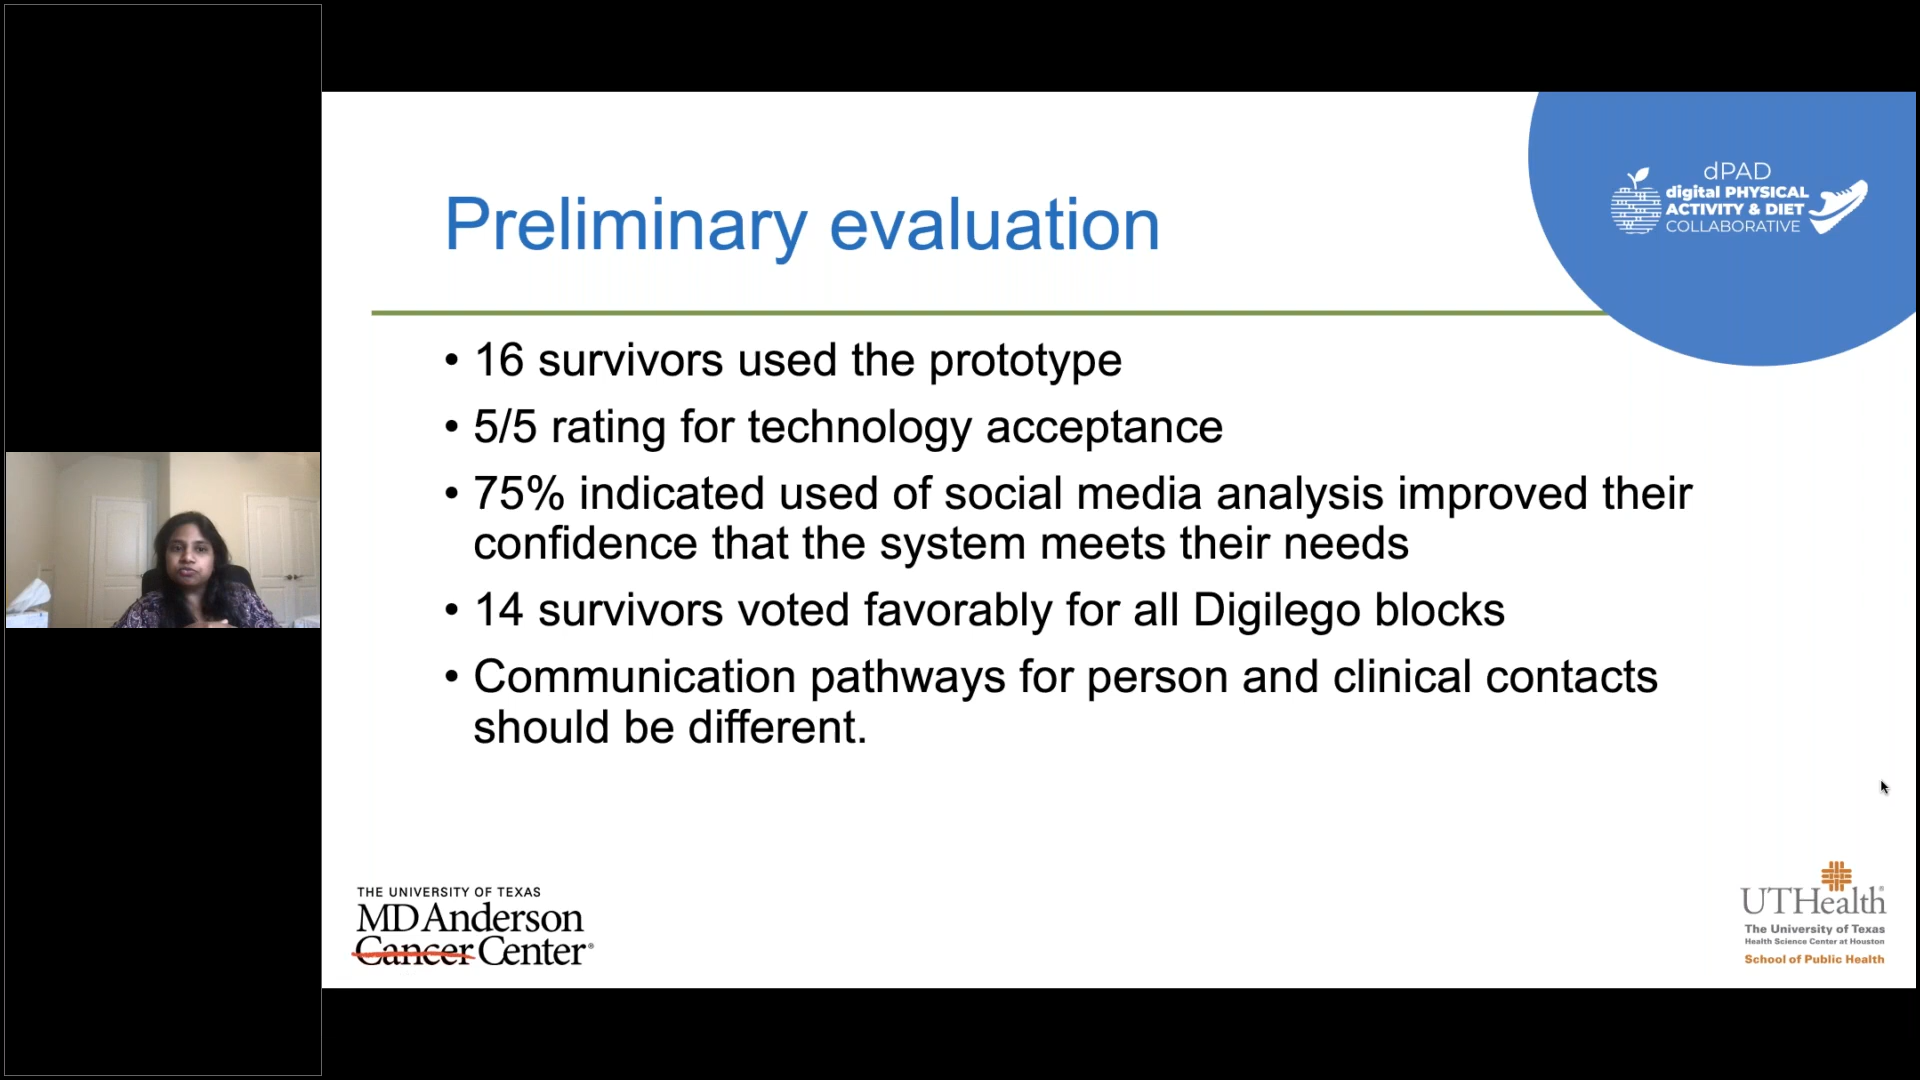 dPAD
digital PHYSICAL
ACTIVITY & DIET
COLLABORATIVE
Preliminary evaluation
• 16 survivors used the prototype
• 5/5 rating for technology acceptance
• 75% indicated used of social media analysis improved their
confidence that the system meets their needs
• 14 survivors voted favorably for all Digilego blocks
• Communication pathways for person and clinical contacts
should be different.
THE UNIVERSITY OF TEXAS
MD Anderson
Cancer Center®
UTHealth®
The University of Texas
Health Science Center at Houston
School of Public Health